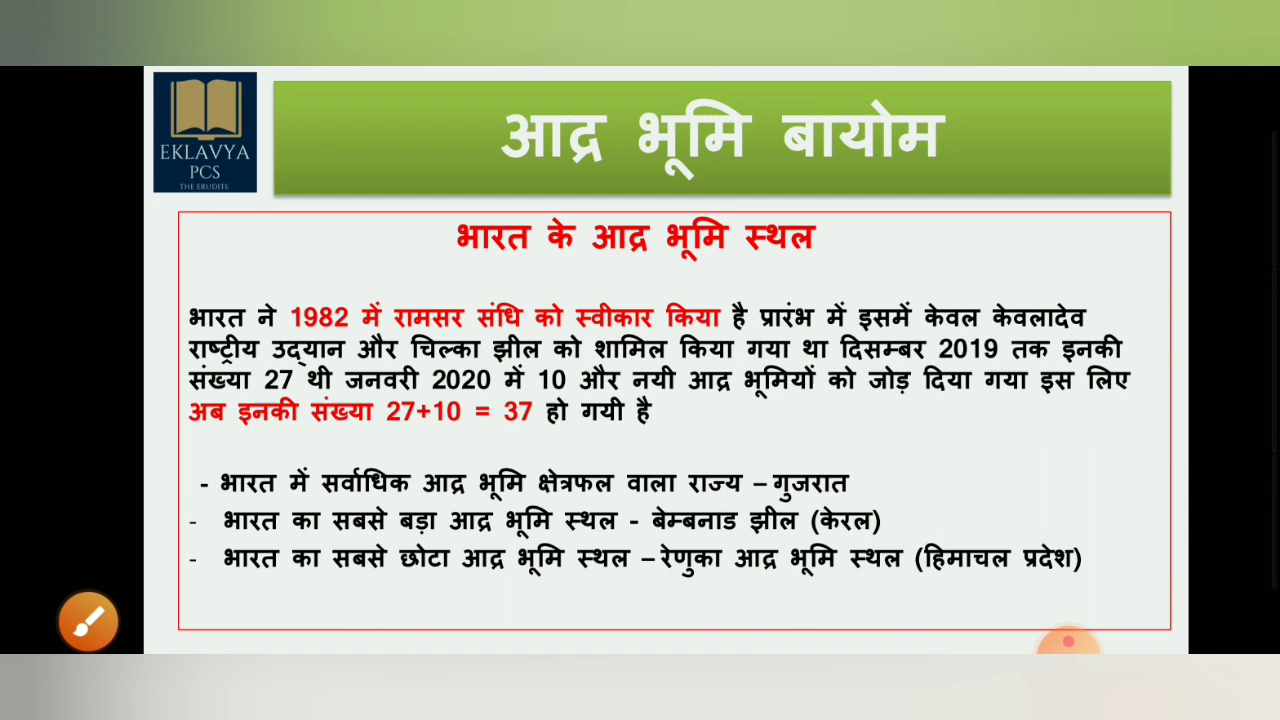 EKLAVYA
PCS
THE ERUDITE
आद्र भूमि बायोम
भारत के आद्र भूमि स्थल
भारत ने 1982 में रामसर संधि को स्वीकार किया है प्रारंभ में इसमें केवल केवलादेव
राष्ट्रीय उद्यान और चिल्का झील को शामिल किया गया था दिसम्बर 2019 तक इनकी
संख्या 27 थी जनवरी 2020 में 10 और नयी आद्र भूमियों को जोड़ दिया गया इस लिए
अब इनकी संख्या 27+10 = 37 हो गयी है
- भारत में सर्वाधिक आद्र भूमि क्षेत्रफल वाला राज्य – गुजरात
- भारत का सबसे बड़ा आद्र भूमि स्थल - बेम्बनाड झील (केरल)
- भारत का सबसे छोटा आद्र भूमि स्थल – रेणुका आद्र भूमि स्थल (हिमाचल प्रदेश)